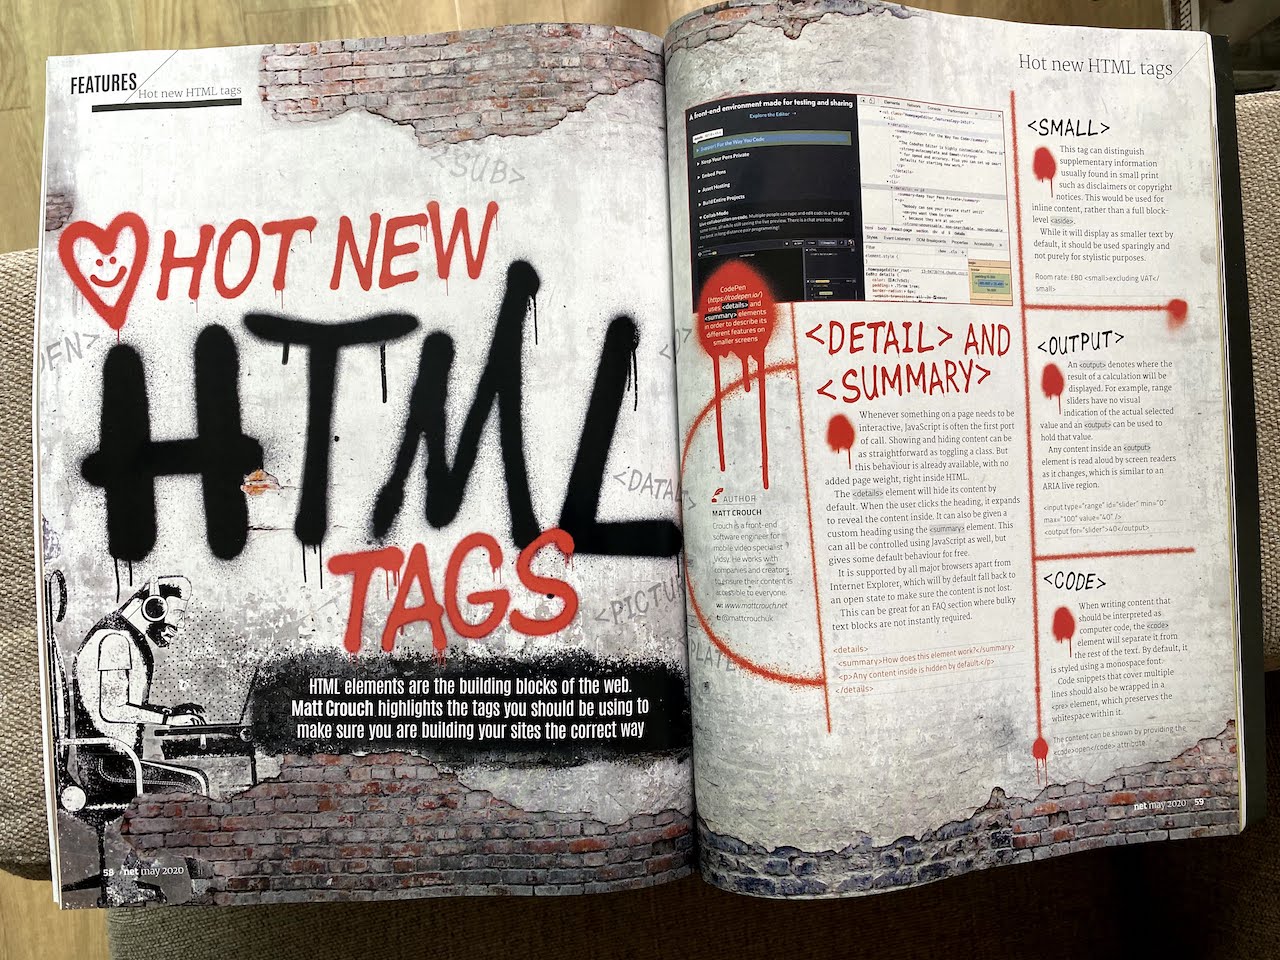 FEATURES
Hot new HTML tags
<SUB>
HOT NEW
HTML
TAGS
<DATAL
<PICTUR
PLATE
HTML elements are the building blocks of the web.
Matt Crouch highlights the tags you should be using to
make sure you are building your sites the correct way
58 net may 2020
Hot new HTML tags
A front-end environment made for testing and sharing
Explore the Editor →
Support For the Way You Code
Keep Your Pens Private
Embed Pens
Asset Hosting
Build Entire Projects
Collab Mode
CodePen
(https://codepen.io/)
uses <details> and
<summary> elements
in order to describe its
different features on
smaller screens
AUTHOR
MATT CROUCH
Crouch is a front-end
software engineer for
mobile video specialist
Vidsy. He works with
companies and creators
to ensure their content is
accessible to everyone.
w: www.mattcrouch.net
t: @mattcrouchuk
<DETAIL> AND
<SUMMARY>
Whenever something on a page needs to be
interactive, JavaScript is often the first port
of call. Showing and hiding content can be
as straightforward as toggling a class. But
this behaviour is already available, with no
added page weight, right inside HTML.
The <details> element will hide its content by
default. When the user clicks the heading, it expands
to reveal the content inside. It can also be given a
custom heading using the <summary> element. This
can all be controlled using JavaScript as well, but
gives some default behaviour for free.
It is supported by all major browsers apart from
Internet Explorer, which will by default fall back to
an open state to make sure the content is not lost.
This can be great for an FAQ section where bulky
text blocks are not instantly required.
<details>
<summary>How does this element work?</summary>
<p>Any content inside is hidden by default.</p>
</details>
<SMALL>
This tag can distinguish
supplementary information
usually found in small print
such as disclaimers or copyright
notices. This would be used for
inline content, rather than a full block-
level <aside>.
While it will display as smaller text by
default, it should be used sparingly and
not purely for stylistic purposes.
Room rate: £80 <small>excluding VAT</
small>
<OUTPUT>
An <output> denotes where the
result of a calculation will be
displayed. For example, range
sliders have no visual
indication of the actual selected
value and an <output> can be used to
hold that value.
Any content inside an <output>
element is read aloud by screen readers
as it changes, which is similar to an
ARIA live region.
<input type="range" id="slider" min="0"
max="100" value="40" />
<output for="slider">40</output>
<CODE>
When writing content that
should be interpreted as
computer code, the <code>
element will separate it from
the rest of the text. By default, it
is styled using a monospace font.
Code snippets that cover multiple
lines should also be wrapped in a
<pre> element, which preserves the
whitespace within it.
The content can be shown by providing the
<code>open</code> attribute.
net may 2020 59